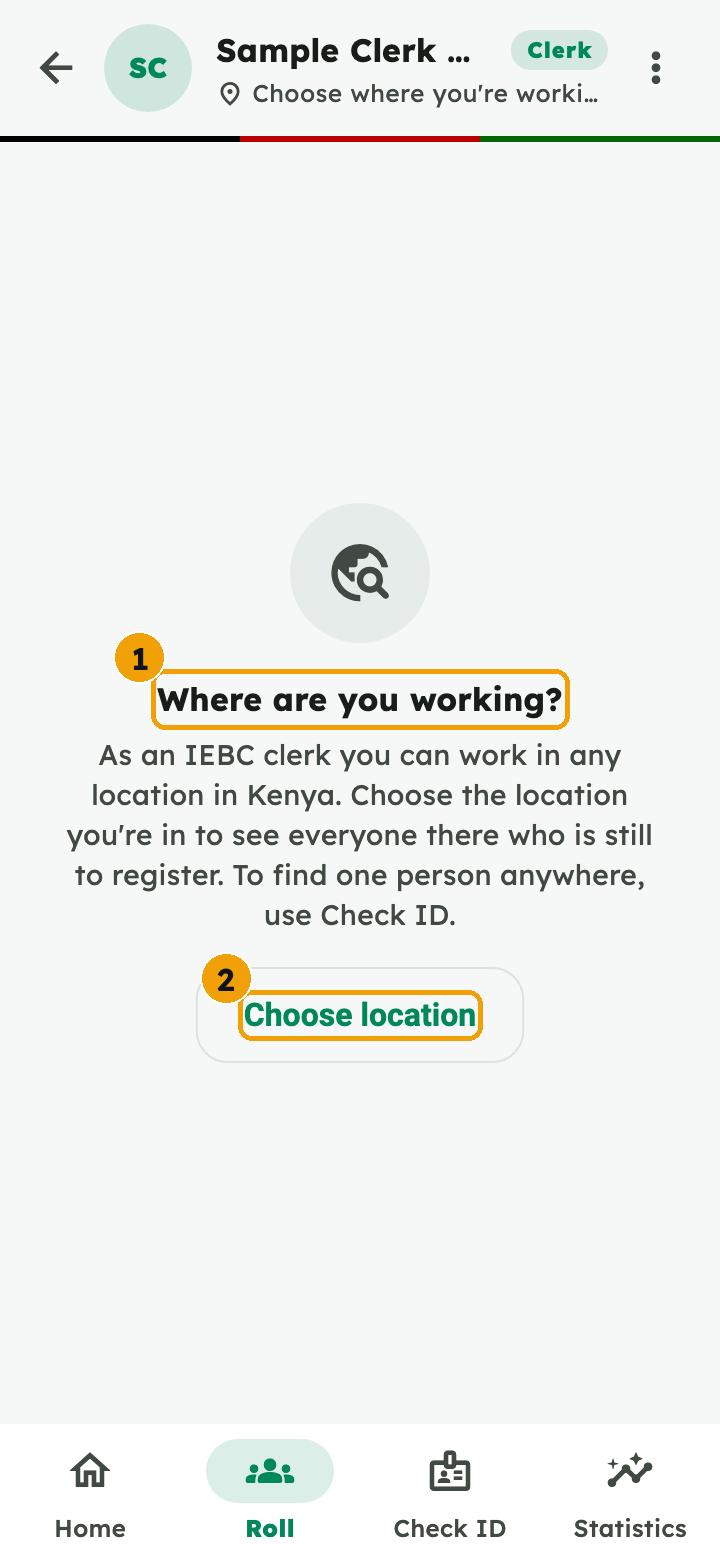 SC
Sample Clerk ...
Clerk
Choose where you're worki...
1
Where are you working?
As an IEBC clerk you can work in any
location in Kenya. Choose the location
you're in to see everyone there who is still
to register. To find one person anywhere,
use Check ID.
2
Choose location
Home
Roll
Check ID
Statistics